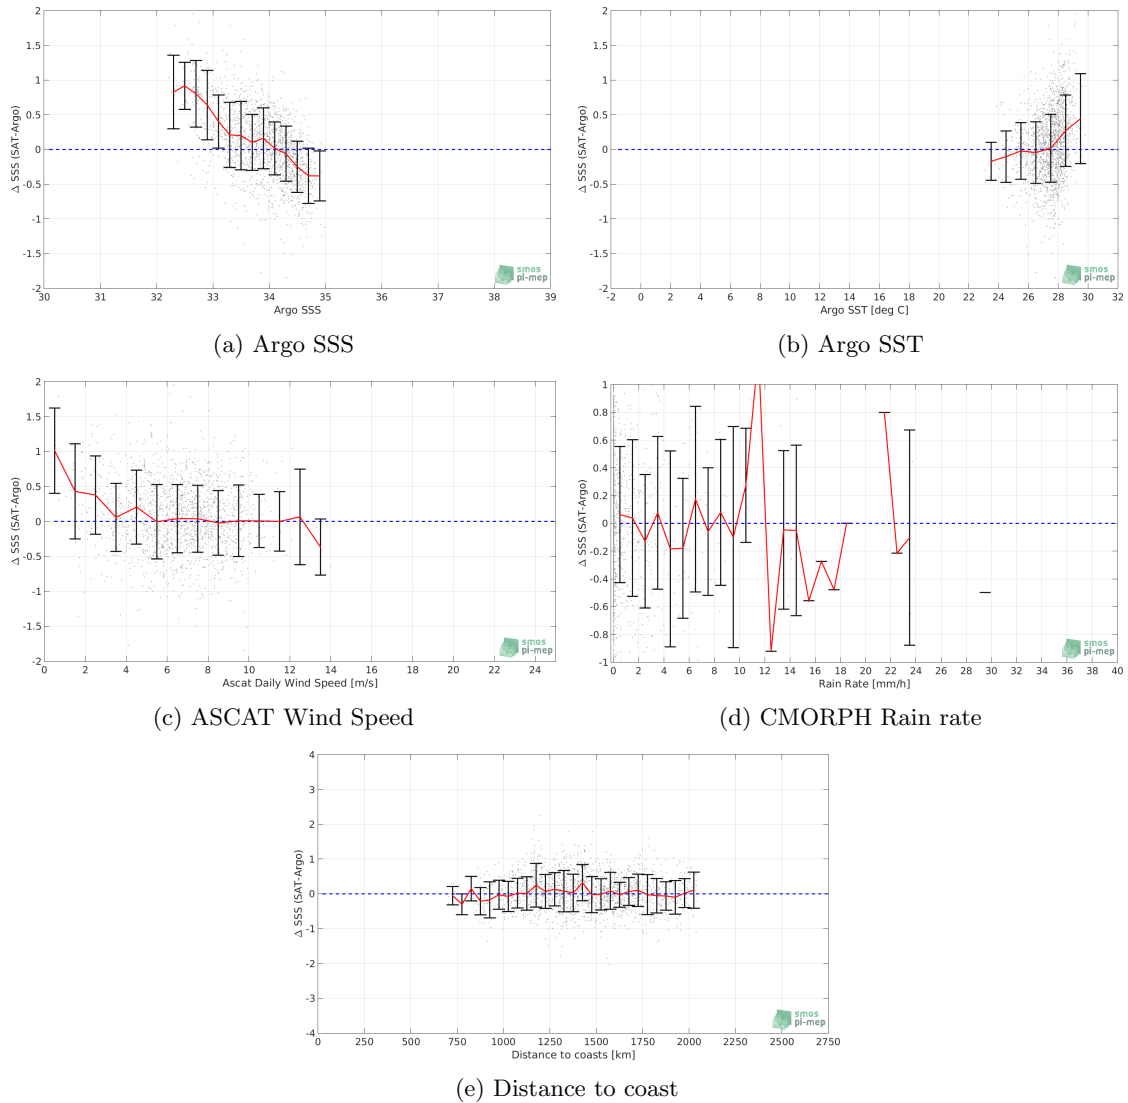 2
1.5
1
0.5
0
-0.5
-1
-1.5
-2
Δ SSS (SAT-Argo)
30 31 32 33 34 35 36 37 38 39
Argo SSS
smos
pi-mep
(a) Argo SSS
2
1.5
1
0.5
0
-0.5
-1
-1.5
-2
Δ SSS (SAT-Argo)
-2 0 2 4 6 8 10 12 14 16 18 20 22 24 26 28 30 32
Argo SST [deg C]
smos
pi-mep
(b) Argo SST
2
1.5
1
0.5
0
-0.5
-1
-1.5
-2
Δ SSS (SAT-Argo)
0 2 4 6 8 10 12 14 16 18 20 22 24
Ascat Daily Wind Speed [m/s]
smos
pi-mep
(c) ASCAT Wind Speed
1
0.8
0.6
0.4
0.2
0
-0.2
-0.4
-0.6
-0.8
-1
Δ SSS (SAT-Argo)
0 2 4 6 8 10 12 14 16 18 20 22 24 26 28 30 32 34 36 38 40
Rain Rate [mm/h]
smos
pi-mep
(d) CMORPH Rain rate
4
3
2
1
0
-1
-2
-3
-4
Δ SSS (SAT-Argo)
0 250 500 750 1000 1250 1500 1750 2000 2250 2500 2750
Distance to coasts [km]
smos
pi-mep
(e) Distance to coast